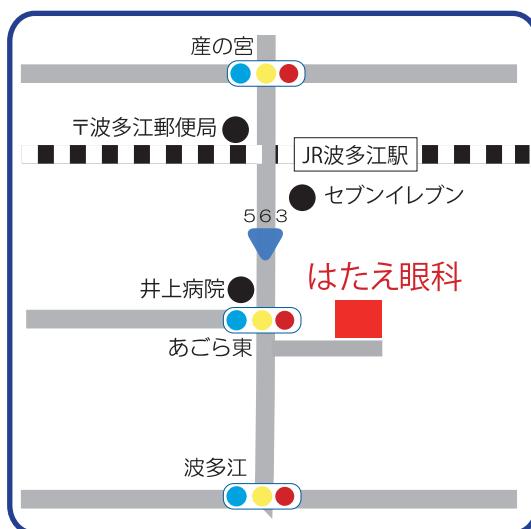 産の宮
〒波多江郵便局
JR波多江駅
セブンイレブン
563
井上病院
はたえ眼科
あごら東
波多江